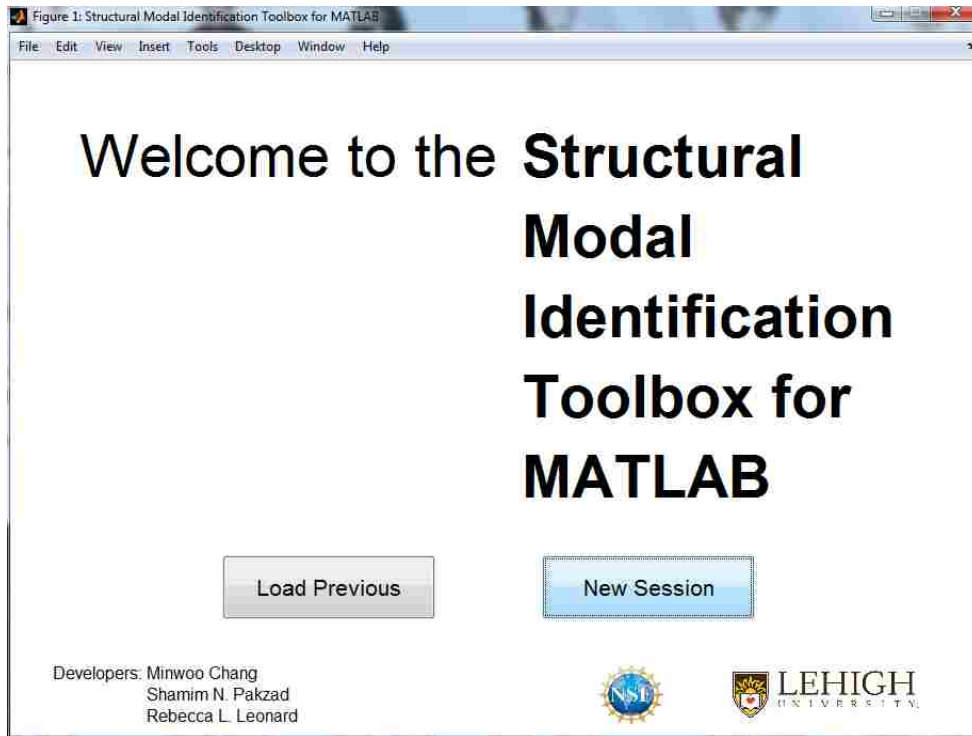 Figure 1: Structural Modal Identification Toolbox for MATLAB
File Edit View Insert Tools Desktop Window Help
Welcome to the Structural
Modal
Identification
Toolbox for
MATLAB
Load Previous New Session
Developers: Minwoo Chang
Shamim N. Pakzad
Rebecca L. Leonard
NSF
LEHIGH
UNIVERSITY